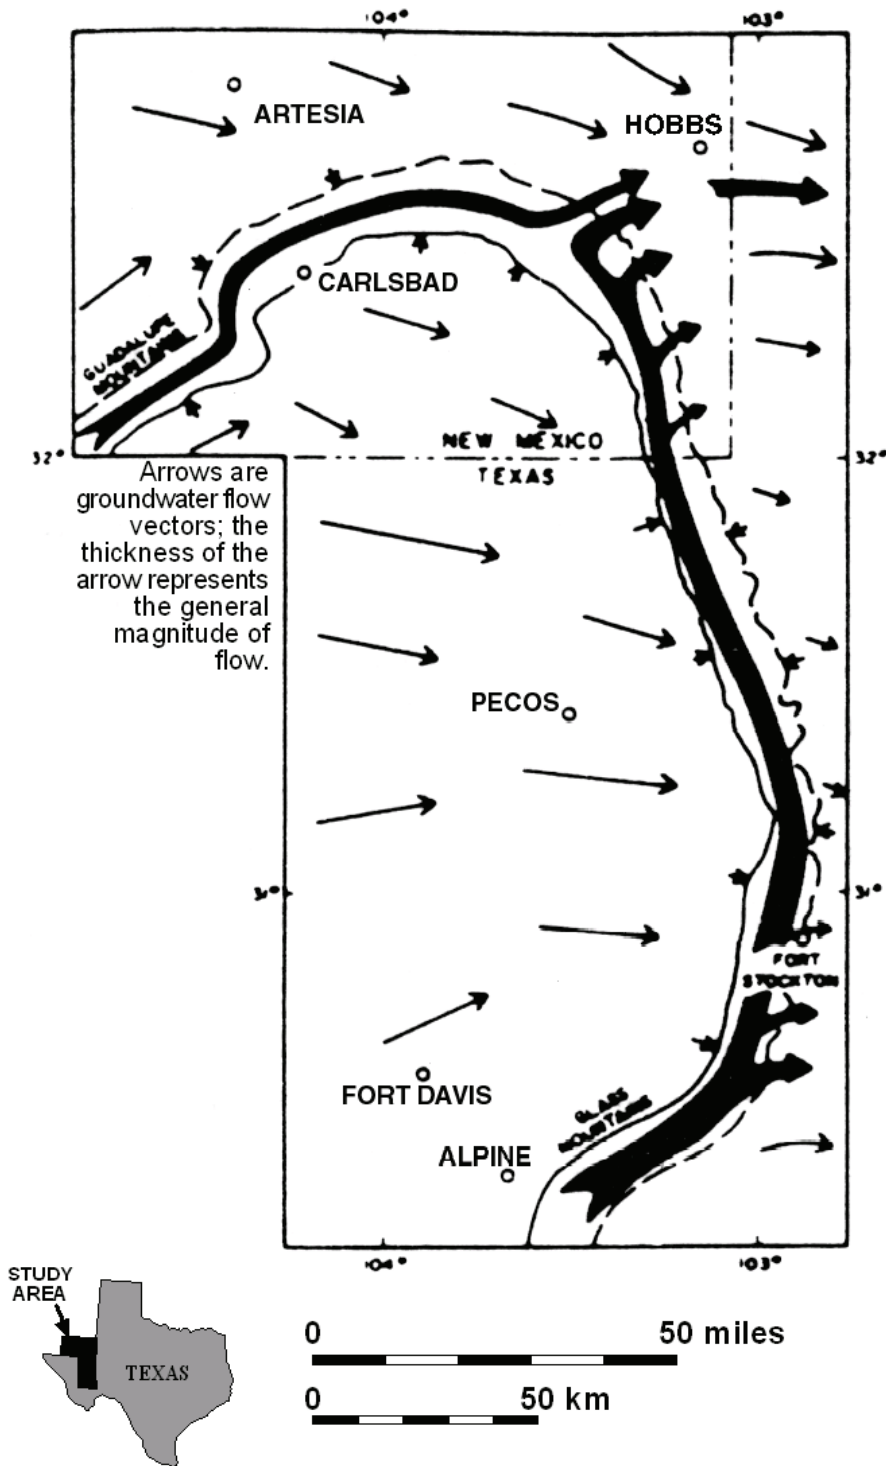 104° 103°
ARTESIA
HOBBS
CARLSBAD
GUADALUPE
MOUNTAINS
NEW MEXICO
32° 32°
TEXAS
Arrows are
groundwater flow
vectors; the
thickness of the
arrow represents
the general
magnitude of
flow.
PECOS
31° 31°
FORT
STOCKTON
FORT DAVIS
GLASS
MOUNTAINS
ALPINE
104° 103°
STUDY
AREA
TEXAS
0 50 miles
0 50 km